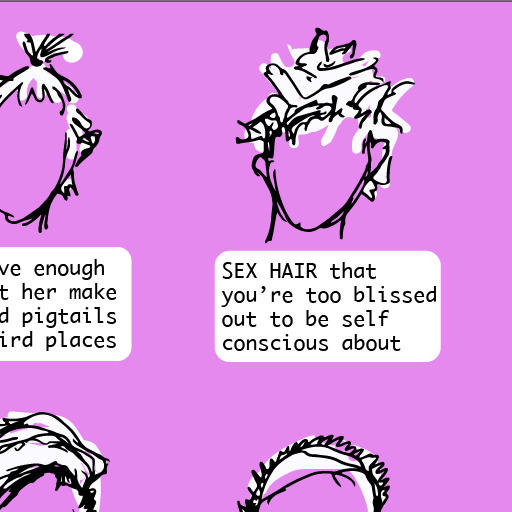 ve enough
t her make
d pigtails
ird places
SEX HAIR that
you're too blissed
out to be self
conscious about